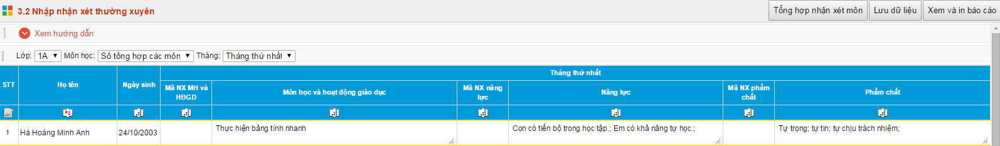 3.2 Nhập nhận xét thường xuyên
Tổng hợp nhận xét môn
Lưu dữ liệu
Xem và in báo cáo
Xem hướng dẫn
Lớp: 1A Môn học: Sổ tổng hợp các môn Tháng: Tháng thứ nhất
STT
Họ tên
Ngày sinh
Tháng thứ nhất
Mã NX MH và
HĐGD
Môn học và hoạt động giáo dục
Mã NX năng
lực
Năng lực
Mã NX phẩm
chất
Phẩm chất
1
Hà Hoàng Minh Anh
24/10/2003
Thực hiện bảng tính nhanh
Con có tiến bộ trong học tập.; Em có khả năng tự học.;
Tự trọng; tự tin; tự chịu trách nhiệm;